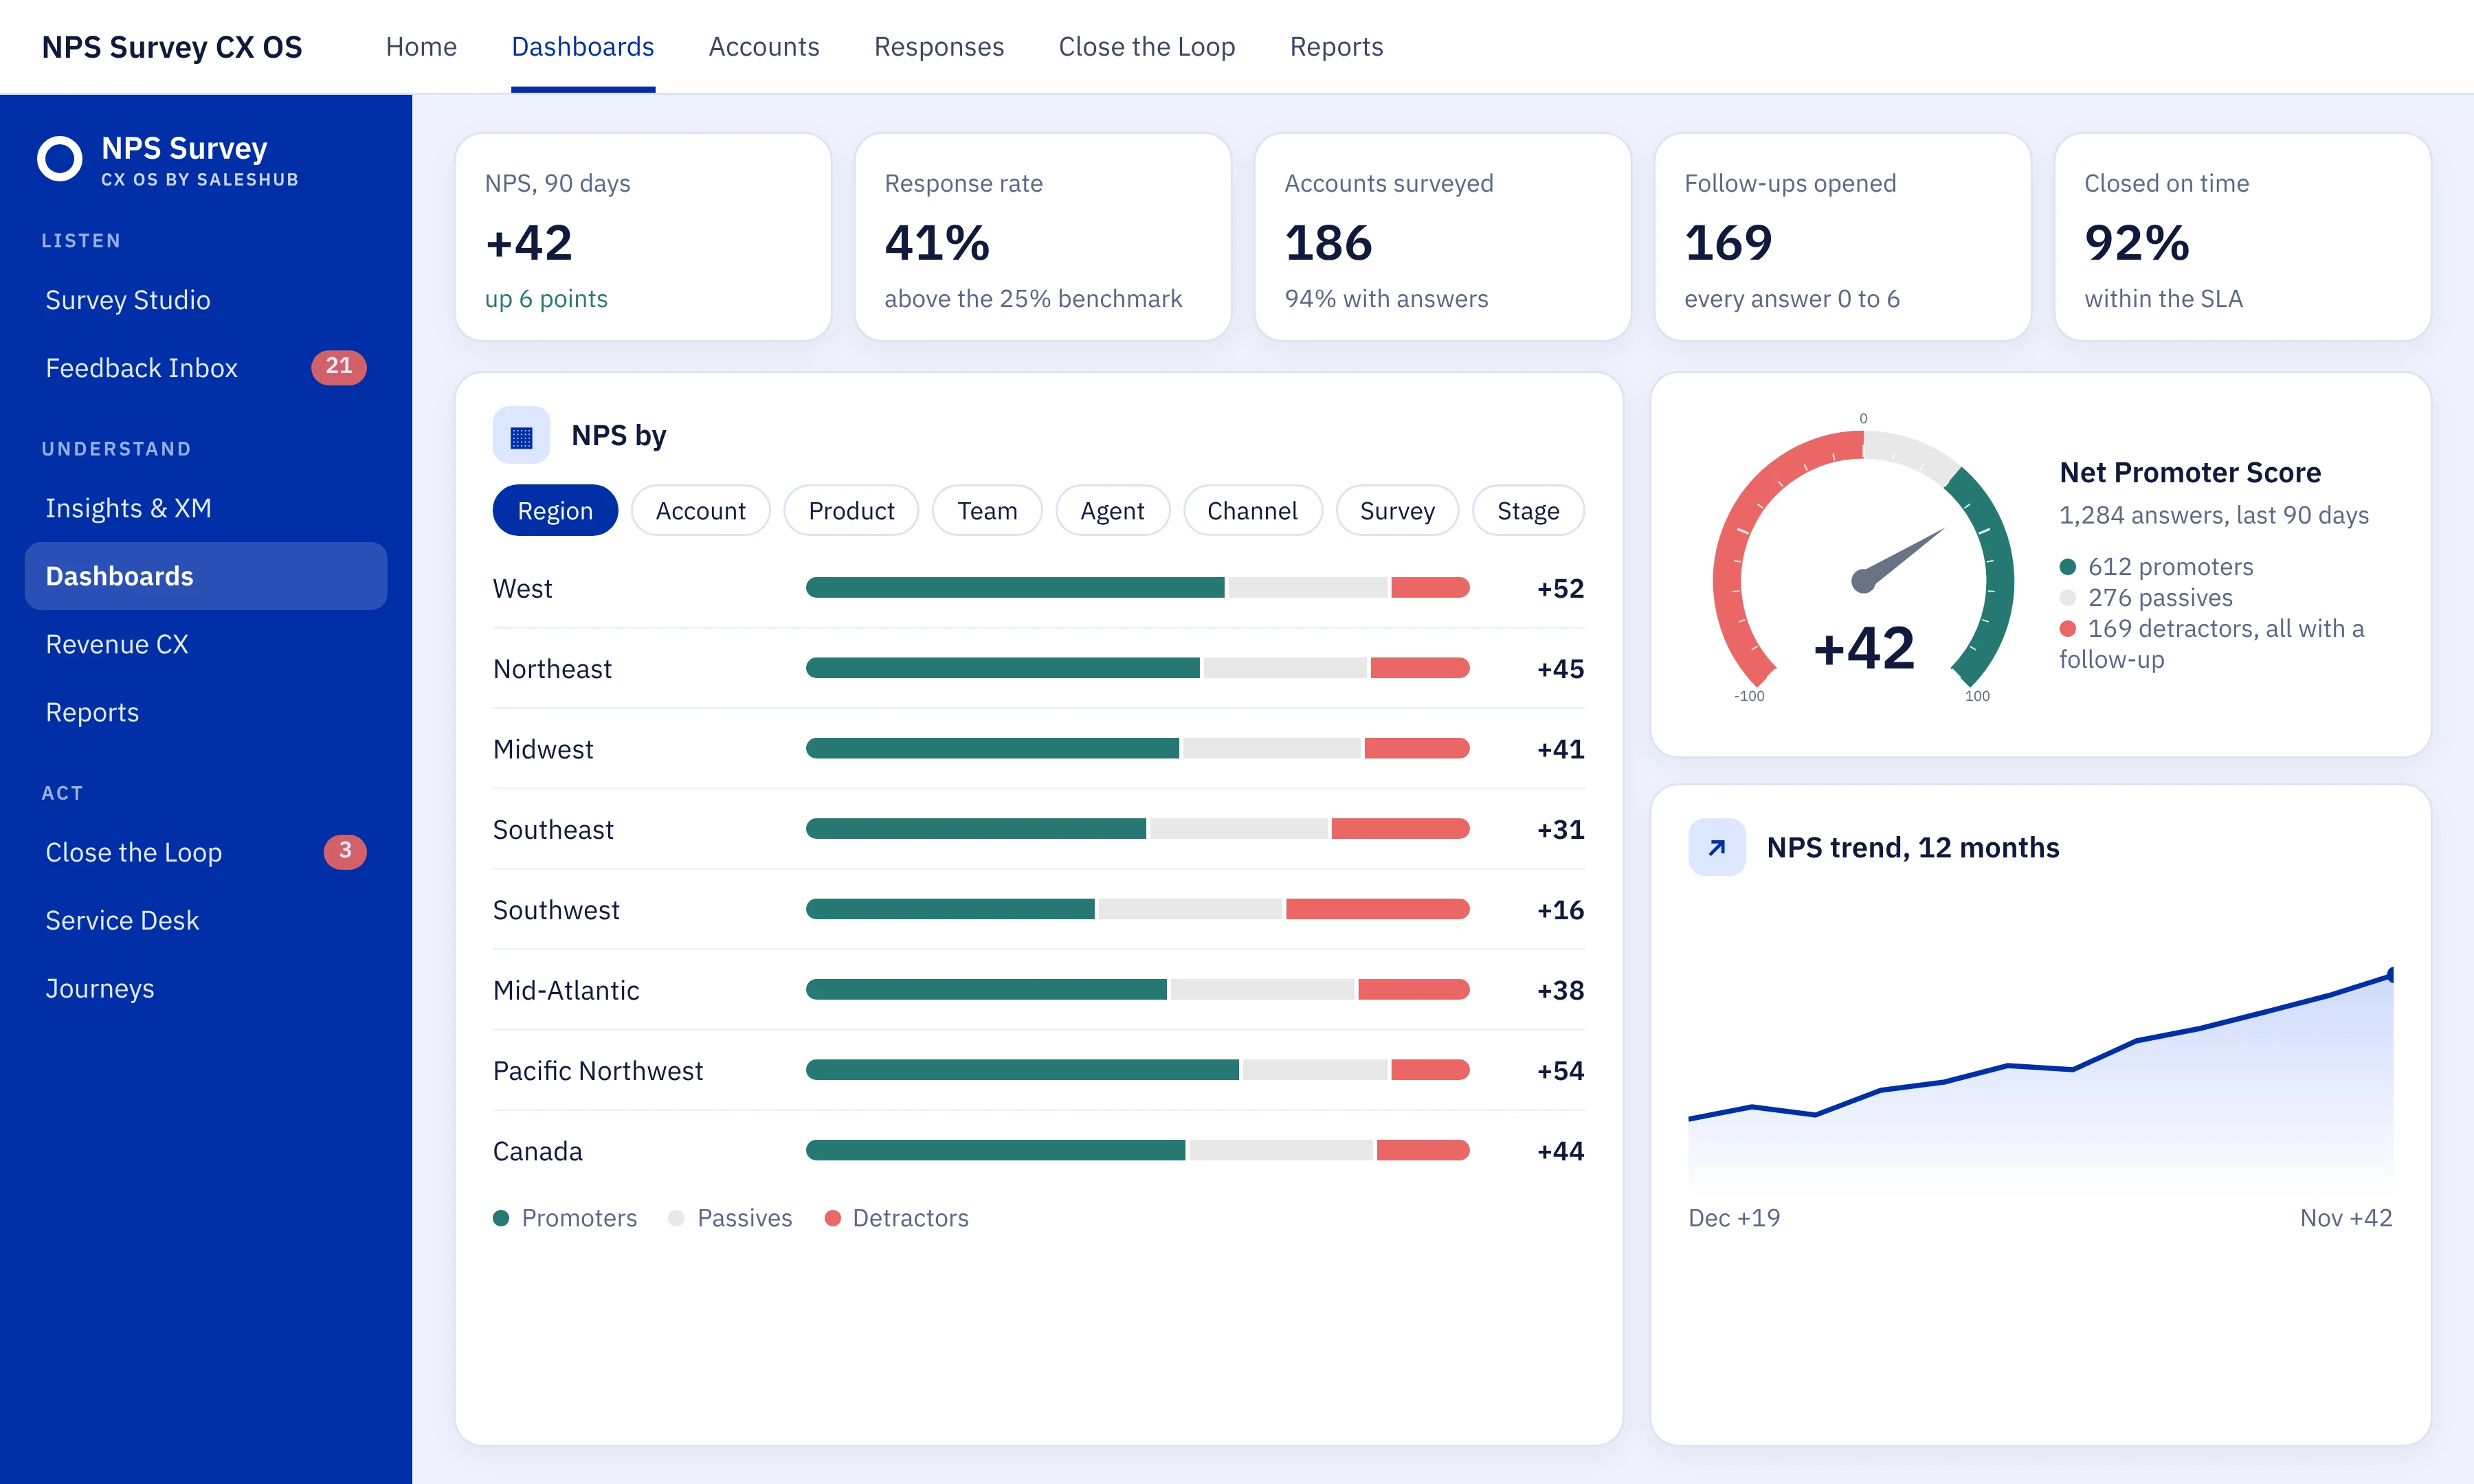 NPS Survey CX OS
Home
Dashboards
Accounts
Responses
Close the Loop
Reports
NPS Survey
CX OS BY SALESHUB
LISTEN
Survey Studio
Feedback Inbox 21
UNDERSTAND
Insights & XM
Dashboards
Revenue CX
Reports
ACT
Close the Loop 3
Service Desk
Journeys
NPS, 90 days
+42
up 6 points
Response rate
41%
above the 25% benchmark
Accounts surveyed
186
94% with answers
Follow-ups opened
169
every answer 0 to 6
Closed on time
92%
within the SLA
NPS by
Region
Account
Product
Team
Agent
Channel
Survey
Stage
West +52
Northeast +45
Midwest +41
Southeast +31
Southwest +16
Mid-Atlantic +38
Pacific Northwest +54
Canada +44
Promoters
Passives
Detractors
0
-100
100
+42
Net Promoter Score
1,284 answers, last 90 days
612 promoters
276 passives
169 detractors, all with a
follow-up
NPS trend, 12 months
Dec +19
Nov +42